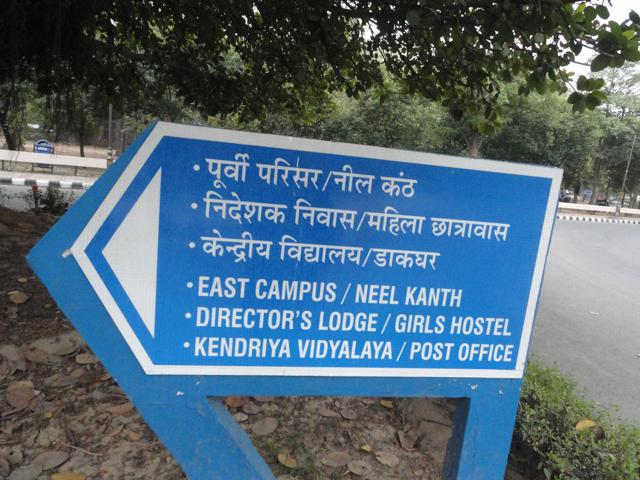 • पूर्वी परिसर/नील कंठ
• निदेशक निवास/महिला छात्रावास
• केन्द्रीय विद्यालय/डाकघर
• EAST CAMPUS / NEEL KANTH
• DIRECTOR'S LODGE / GIRLS HOSTEL
• KENDRIYA VIDYALAYA / POST OFFICE